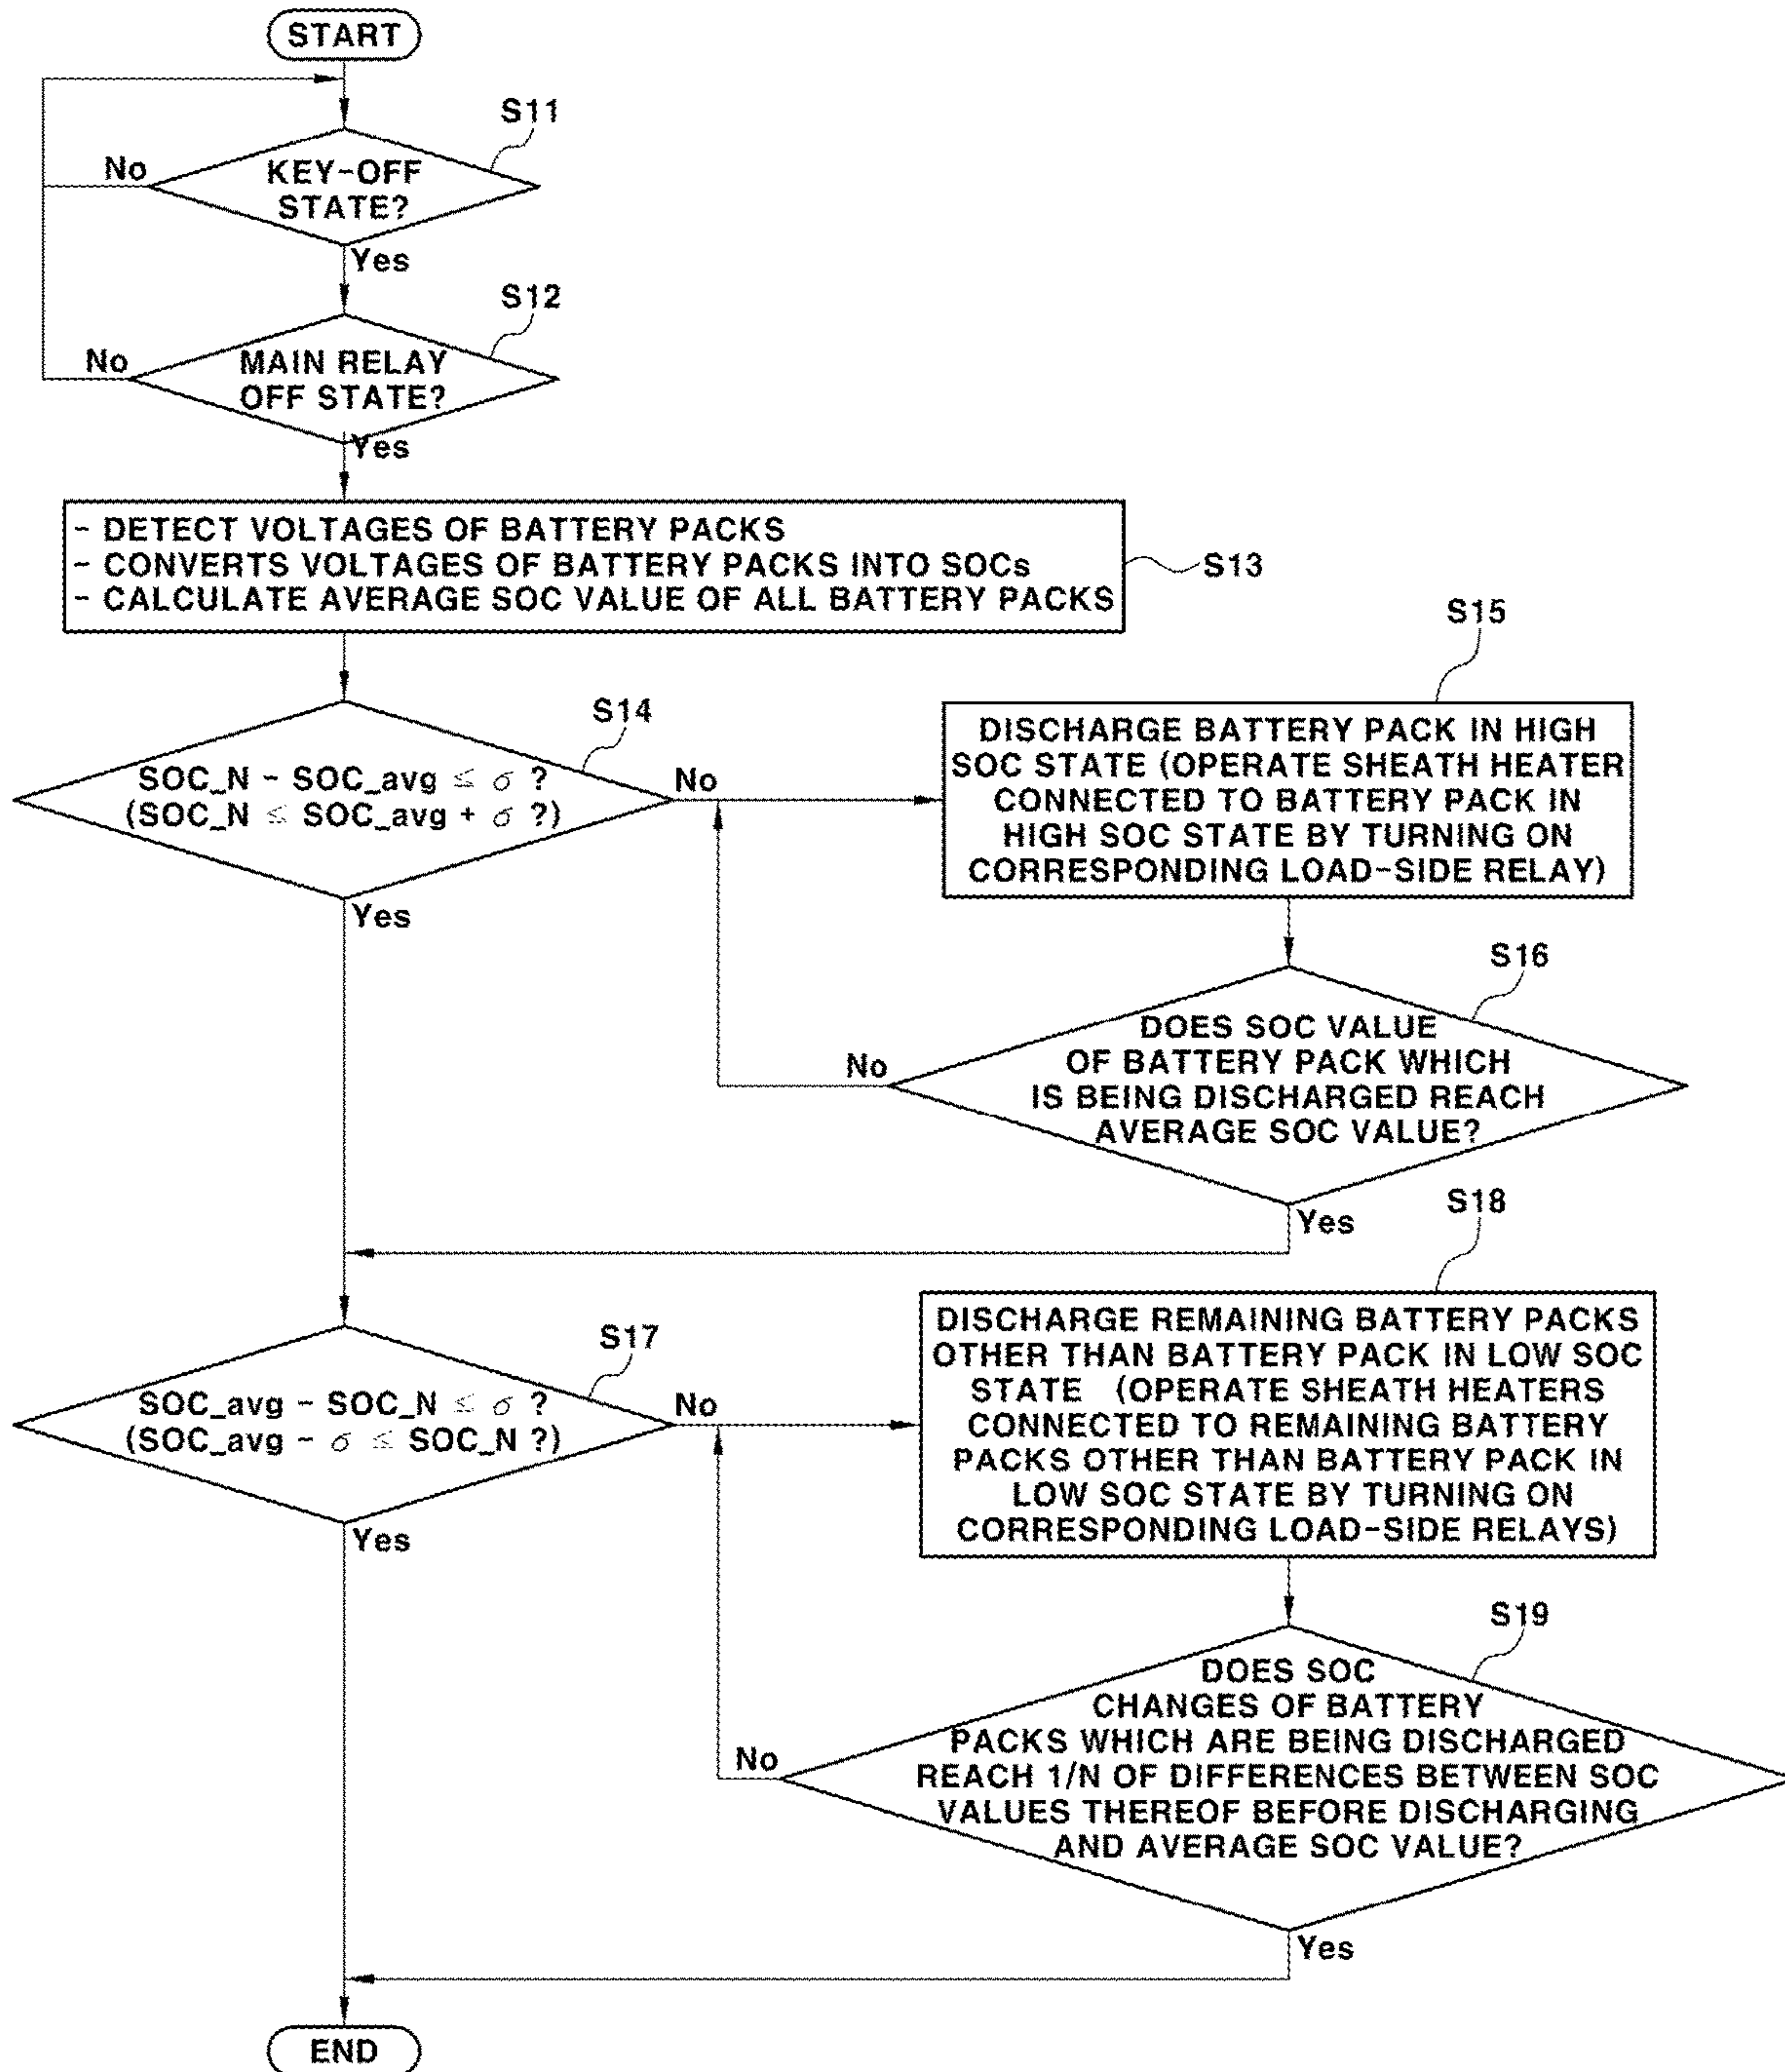 START
S11
No
KEY-OFF
STATE?
Yes
S12
No
MAIN RELAY
OFF STATE?
Yes
- DETECT VOLTAGES OF BATTERY PACKS
- CONVERTS VOLTAGES OF BATTERY PACKS INTO SOCs
- CALCULATE AVERAGE SOC VALUE OF ALL BATTERY PACKS
S13
S14
SOC_N - SOC_avg ≤ σ ?
(SOC_N ≤ SOC_avg + σ ?)
No
Yes
S15
DISCHARGE BATTERY PACK IN HIGH
SOC STATE (OPERATE SHEATH HEATER
CONNECTED TO BATTERY PACK IN
HIGH SOC STATE BY TURNING ON
CORRESPONDING LOAD-SIDE RELAY)
S16
DOES SOC VALUE
OF BATTERY PACK WHICH
IS BEING DISCHARGED REACH
AVERAGE SOC VALUE?
No
Yes
S17
SOC_avg - SOC_N ≤ σ ?
(SOC_avg - σ ≤ SOC_N ?)
No
Yes
S18
DISCHARGE REMAINING BATTERY PACKS
OTHER THAN BATTERY PACK IN LOW SOC
STATE (OPERATE SHEATH HEATERS
CONNECTED TO REMAINING BATTERY
PACKS OTHER THAN BATTERY PACK IN
LOW SOC STATE BY TURNING ON
CORRESPONDING LOAD-SIDE RELAYS)
S19
DOES SOC
CHANGES OF BATTERY
PACKS WHICH ARE BEING DISCHARGED
REACH 1/N OF DIFFERENCES BETWEEN SOC
VALUES THEREOF BEFORE DISCHARGING
AND AVERAGE SOC VALUE?
No
Yes
END